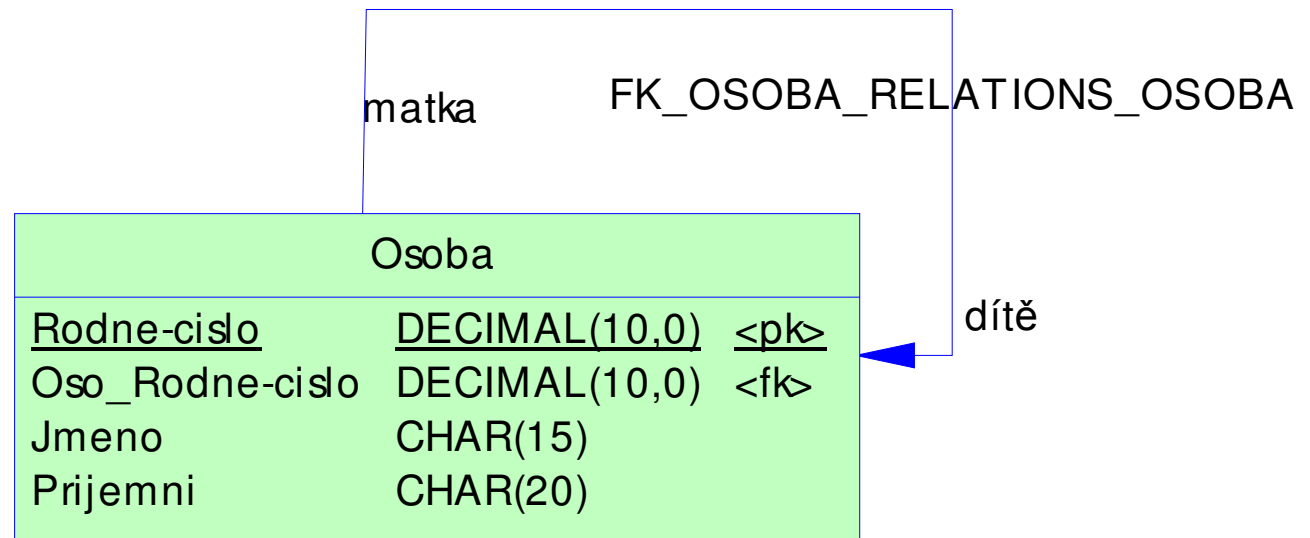 matka
FK_OSOBA_RELATIONS_OSOBA
Osoba
Rodne-cislo DECIMAL(10,0) <pk>
dítě
Oso_Rodne-cislo DECIMAL(10,0) <fk>
Jmeno CHAR(15)
Prijemni CHAR(20)